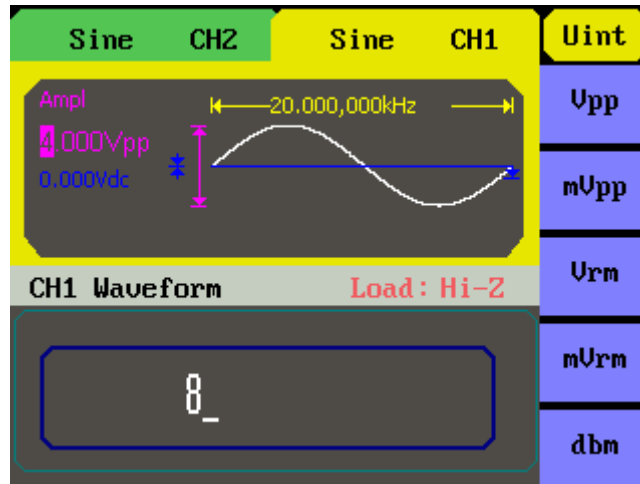 Sine CH2 Sine CH1 Uint
Ampl 20.000,000kHz Vpp
4.000Vpp
0.000Vdc mVpp
CH1 Waveform Load: Hi-Z Vrm
8_ mVrm
dbm